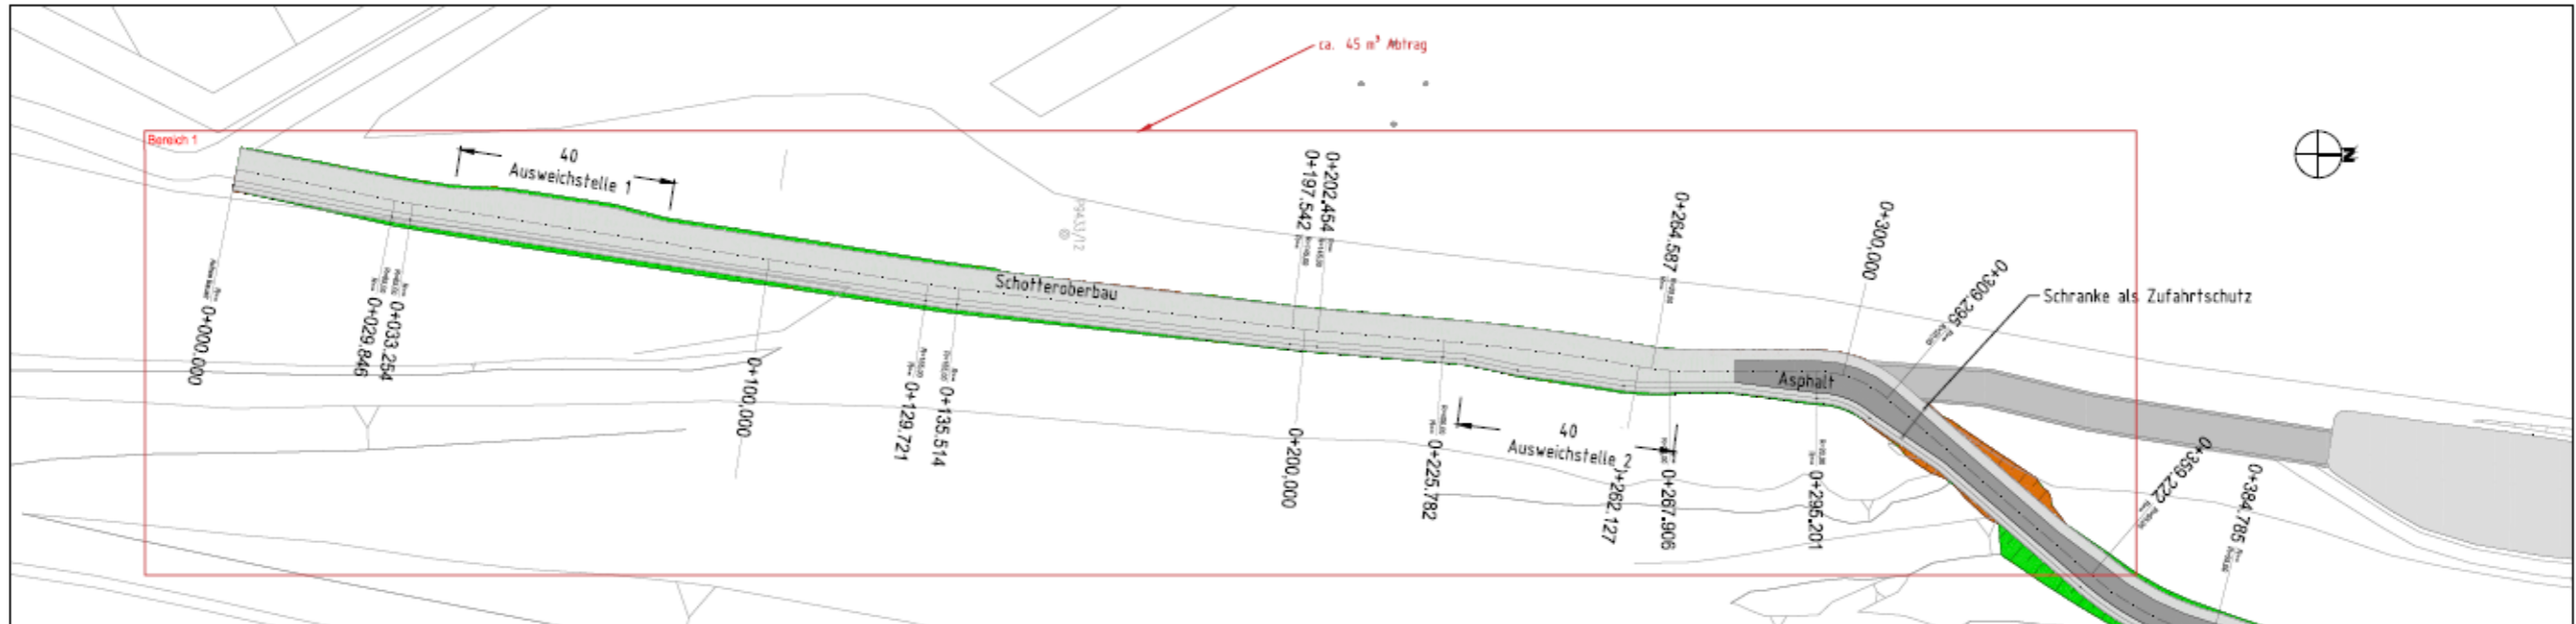 ca. 45 m³ Abtrag
Bereich 1
40
Ausweichstelle 1
P9433/12
0+202.454
0+197.542
0+264.587
0+300,000
0+309.295
Schranke als Zufahrtschutz
Schotteroberbau
Asphalt
N
0+000,000
0+029.846
0+033.254
0+100,000
0+129.721
0+135.514
0+200,000
0+225.782
40
Ausweichstelle 2
0+262.127
0+267.906
0+295.201
0+359.222
0+384.785